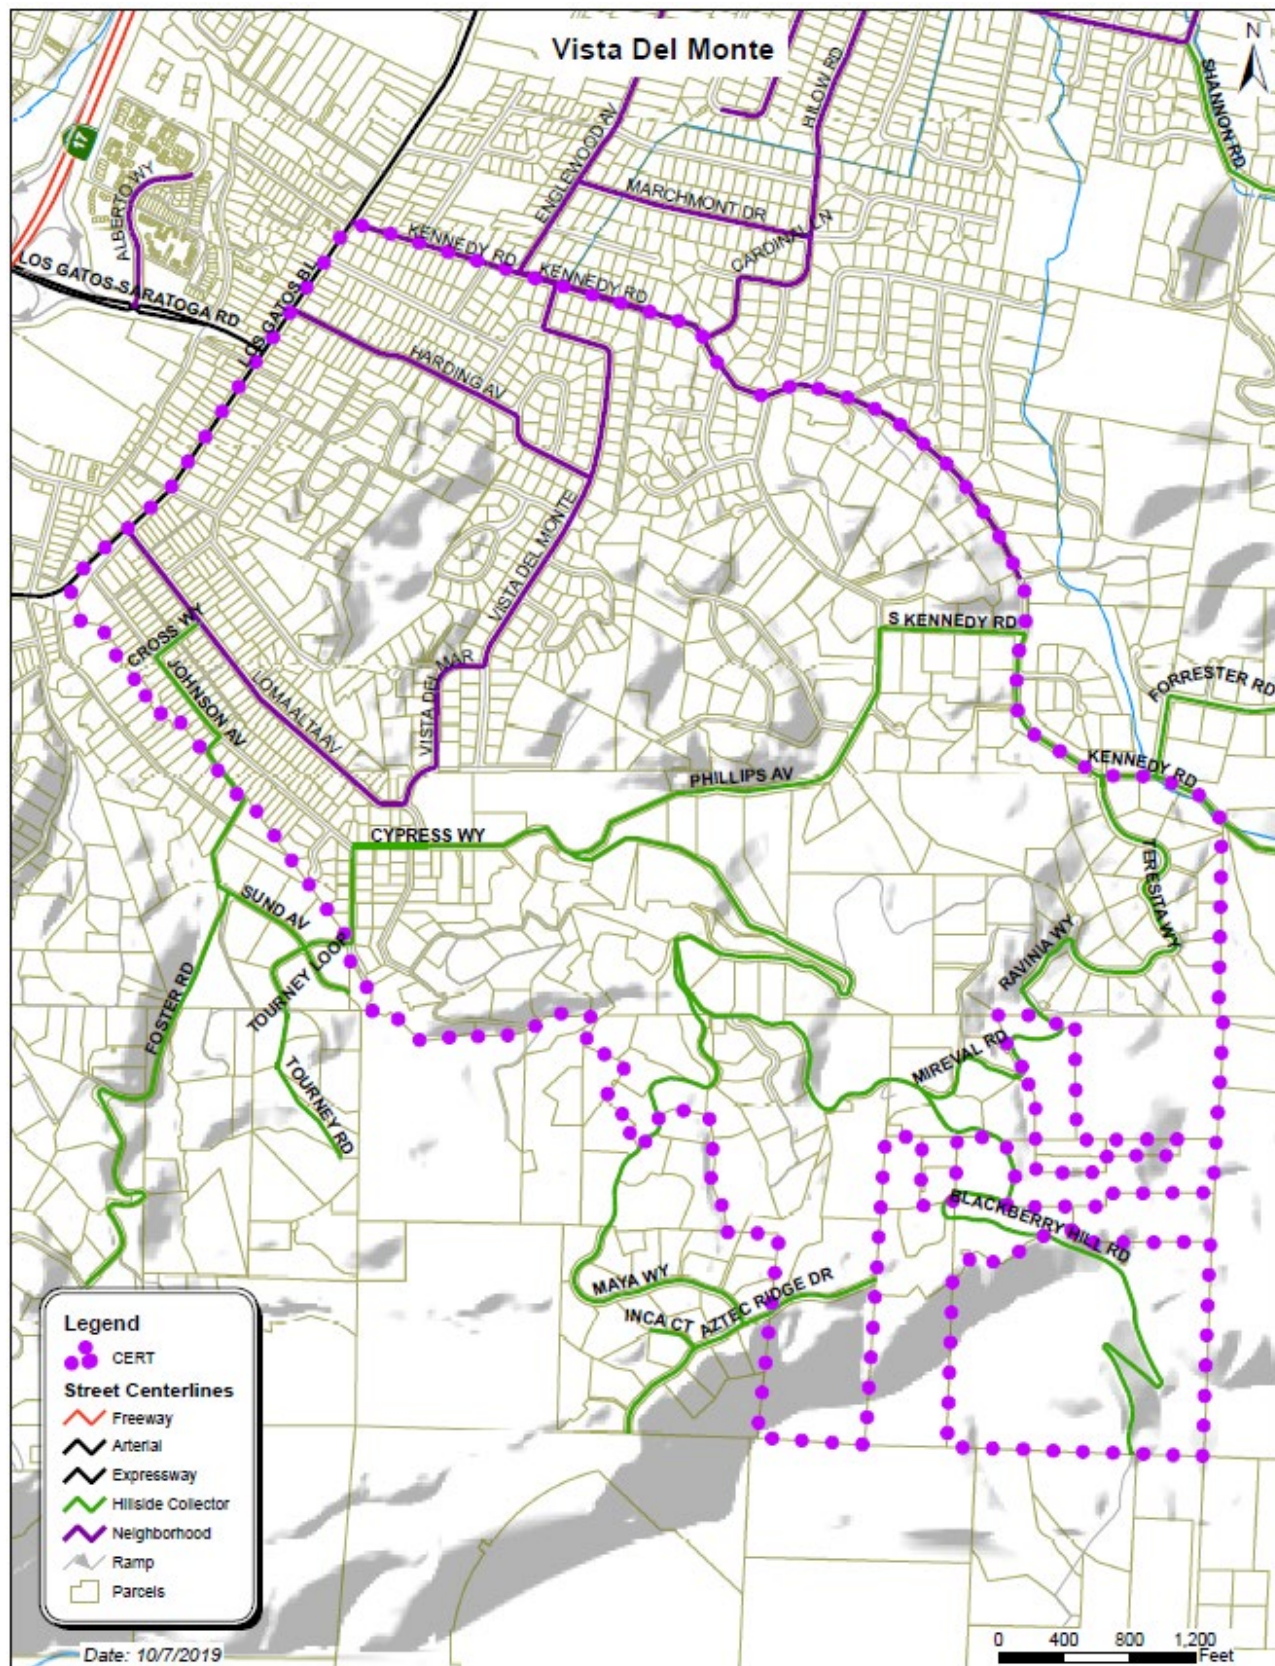 Vista Del Monte
N
17
SHANNON RD
HILOW RD
ENGLEWOOD AV
MARCHMONT DR
CARDINAL LN
ALBERTO WY
LOS GATOS-SARATOGA RD
LOS GATOS BL
KENNEDY RD
KENNEDY RD
HARDING AV
VISTA DEL MONTE
S KENNEDY RD
CROSS WY
JOHNSON AV
LOMA ALTA AV
VISTA DEL MAR
FORRESTER RD
KENNEDY RD
PHILLIPS AV
CYPRESS WY
TERESITA WY
SUND AV
TOURNEY LOOP
RAVINIA WY
FOSTER RD
MIREVAL RD
TOURNEY RD
BLACKBERRY HILL RD
MAYA WY
INCA CT
AZTEC RIDGE DR
Legend
CERT
Street Centerlines
Freeway
Arterial
Expressway
Hillside Collector
Neighborhood
Ramp
Parcels
Date: 10/7/2019
0 400 800 1,200
Feet